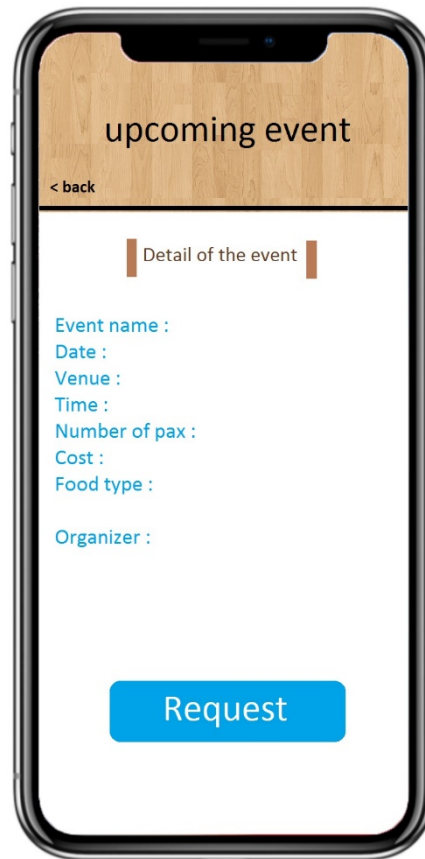 upcoming event
< back
Detail of the event
Event name :
Date :
Venue :
Time :
Number of pax :
Cost :
Food type :
Organizer :
Request